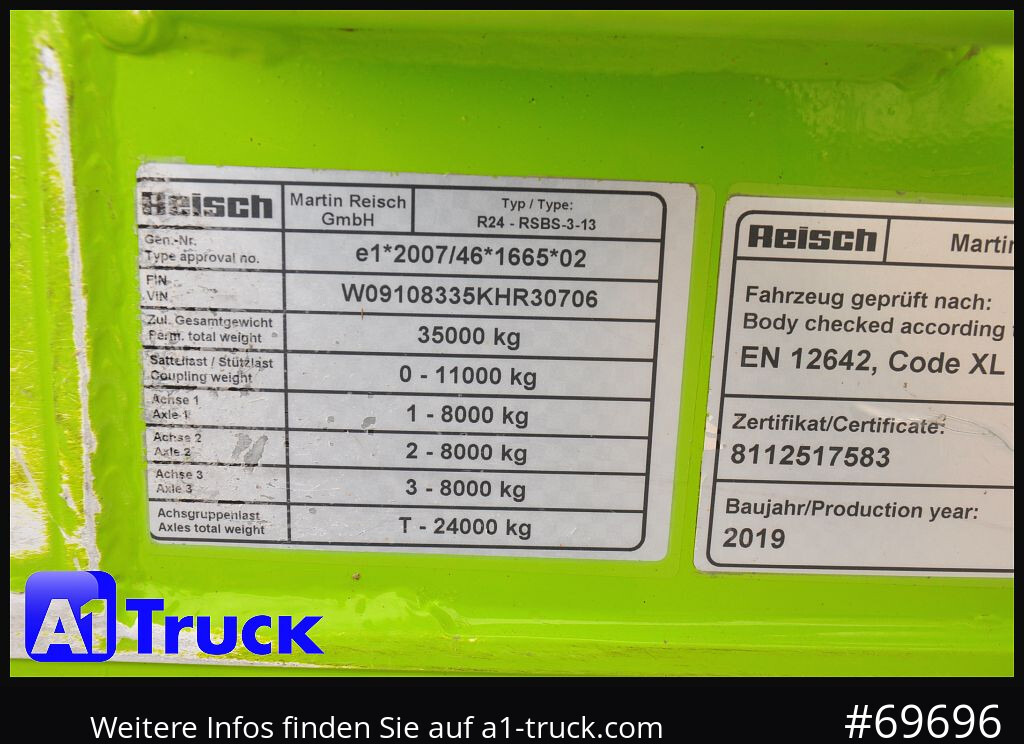 Reisch
Martin Reisch
GmbH
Typ / Type:
R24 - RSBS-3-13
Gen.-Nr.
Type approval no.
e1*2007/46*1665*02
FIN
VIN
W09108335KHR30706
Zul. Gesamtgewicht
Perm. total weight
35000 kg
Sattellast / Stützlast
Coupling weight
0 - 11000 kg
Achse 1
Axle 1
1 - 8000 kg
Achse 2
Axle 2
2 - 8000 kg
Achse 3
Axle 3
3 - 8000 kg
Achsgruppenlast
Axles total weight
T - 24000 kg
Reisch
Martin
Fahrzeug geprüft nach:
Body checked according
EN 12642, Code XL
Zertifikat/Certificate:
8112517583
Baujahr/Production year:
2019
A1 Truck
Weitere Infos finden Sie auf a1-truck.com
#69696